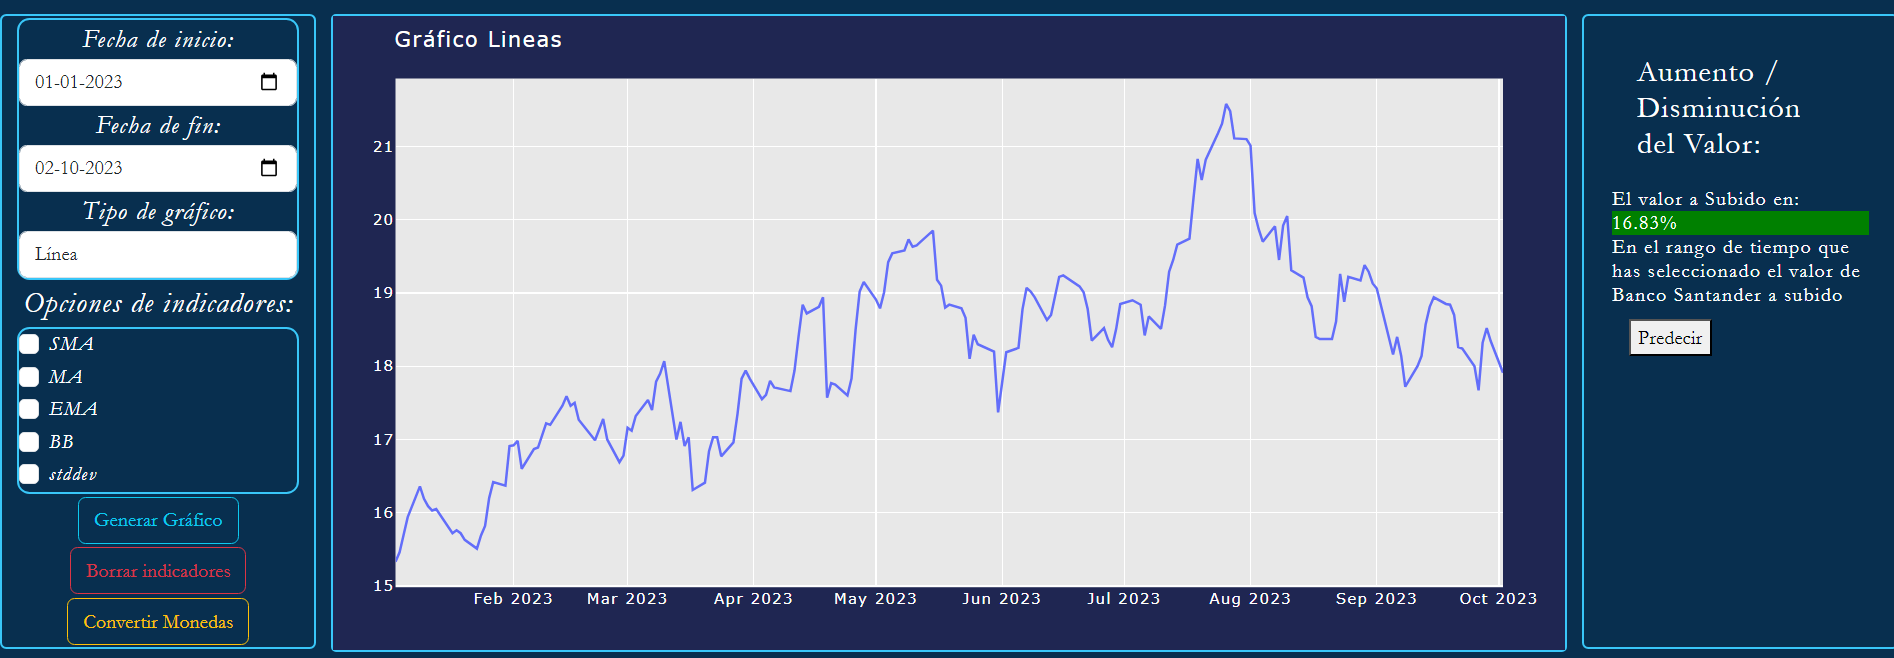 Fecha de inicio:
01-01-2023
Fecha de fin:
02-10-2023
Tipo de gráfico:
Línea
Opciones de indicadores:
SMA
MA
EMA
BB
stddev
Generar Gráfico
Borrar indicadores
Convertir Monedas
Gráfico Lineas
21
20
19
18
17
16
15
Feb 2023 Mar 2023 Apr 2023 May 2023 Jun 2023 Jul 2023 Aug 2023 Sep 2023 Oct 2023
Aumento /
Disminución
del Valor:
El valor a Subido en:
16.83%
En el rango de tiempo que
has seleccionado el valor de
Banco Santander a subido
Predecir